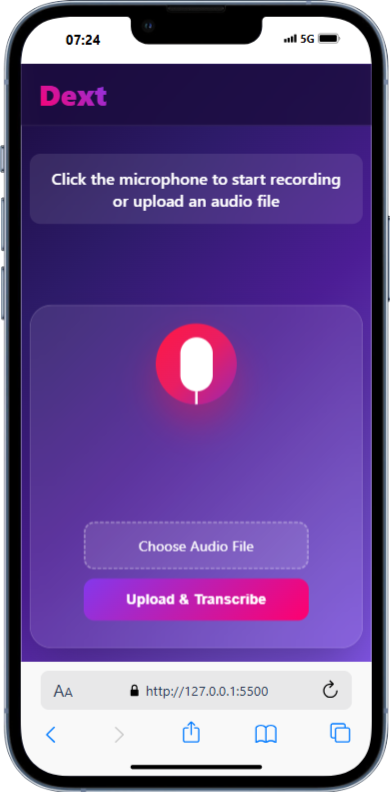 07:24
5G
Dext
Click the microphone to start recording
or upload an audio file
Choose Audio File
Upload & Transcribe
AA
http://127.0.0.1:5500